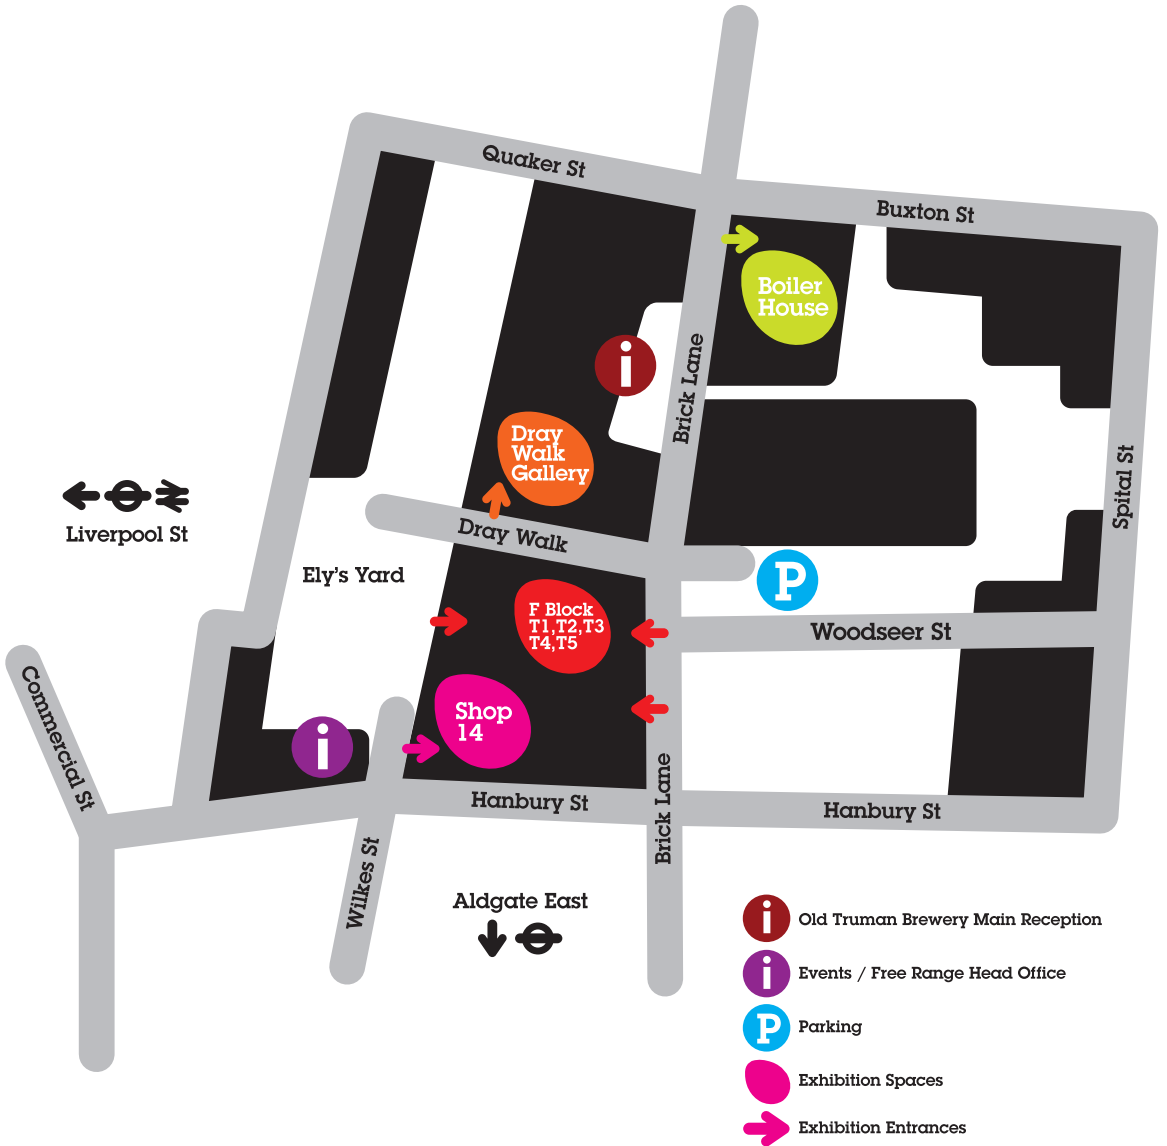 Quaker St
Buxton St
Boiler
House
i
Brick Lane
Dray
Walk
Gallery
Spital St
Liverpool St
Dray Walk
Ely's Yard
P
F Block
T1,T2,T3
T4,T5
Woodseer St
Commercial St
Shop
14
i
Hanbury St
Brick Lane
Hanbury St
Wilkes St
Aldgate East
i Old Truman Brewery Main Reception
i Events / Free Range Head Office
P Parking
Exhibition Spaces
Exhibition Entrances